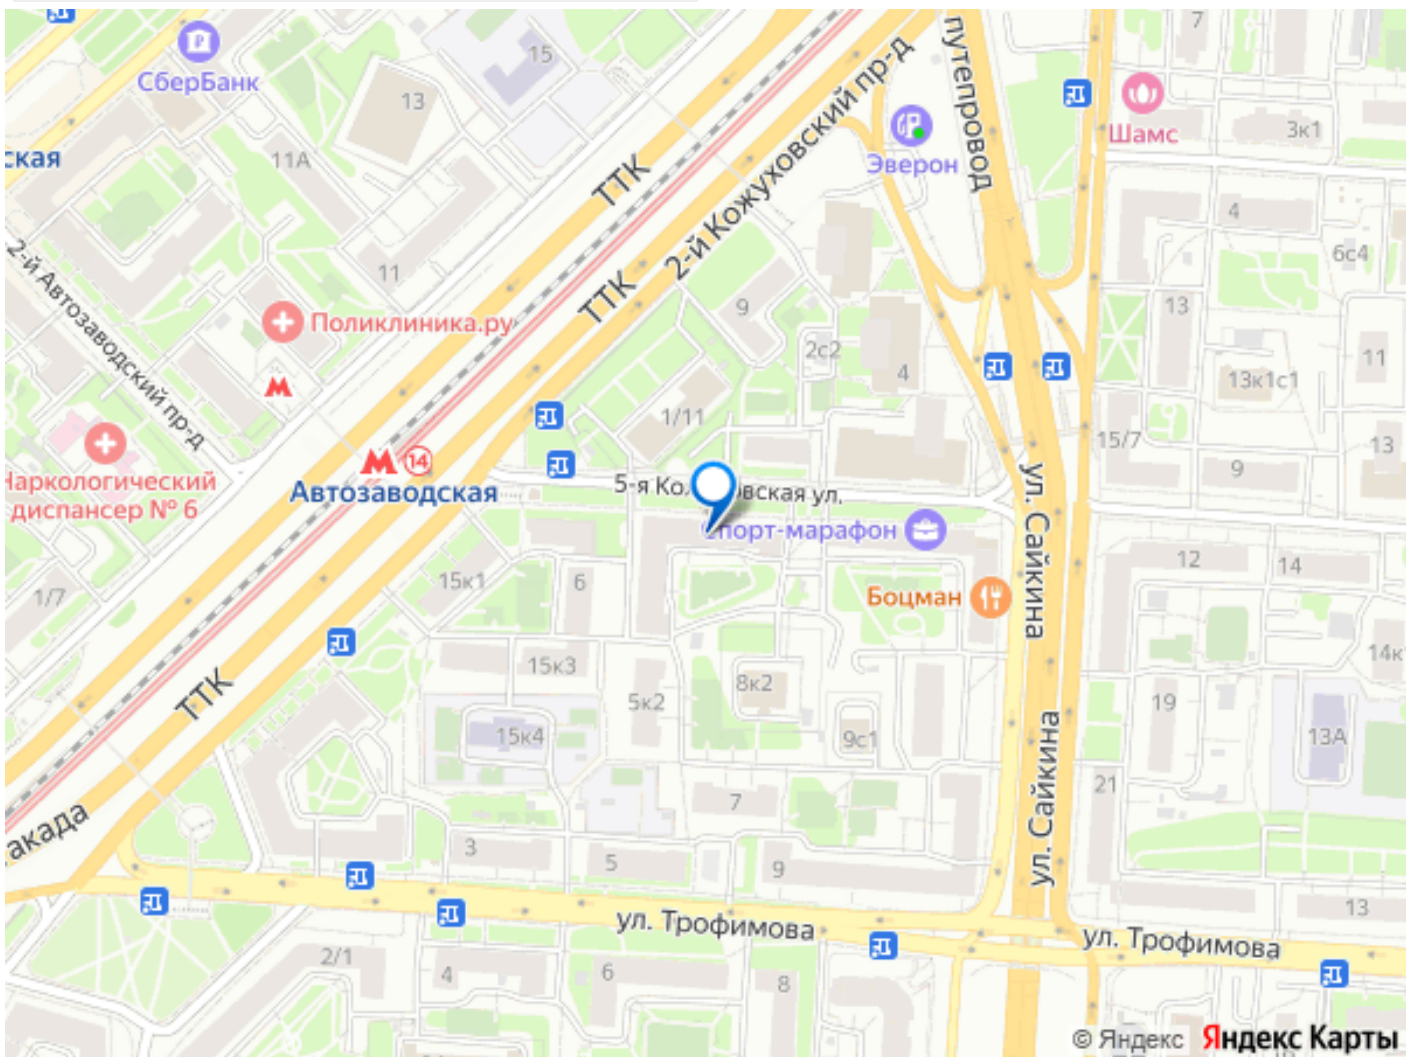 СберБанк
15
13
ТТК
2-й Кожуховский пр-д
путепровод
7
Шамс
3к1
Эверон
ская
11А
2-й Автозаводский пр-д
11
Поликлиника.ру
ТТК
9
2с2
4
4
6с4
13
11
13к1с1
1/11
15/7
9
13
Наркологический
диспансер № 6
М 14
Автозаводская
5-я Ко
вская ул.
Спорт-марафон
ул. Сайкина
12
14
1/7
15к1
6
Боцман
15к3
5к2
8к2
14к
19
ТТК
15к4
9с1
13А
ул. Сайкина
7
21
акада
3
5
9
13
ул. Трофимова
ул. Трофимова
2/1
4
6
8
© Яндекс Яндекс Карты